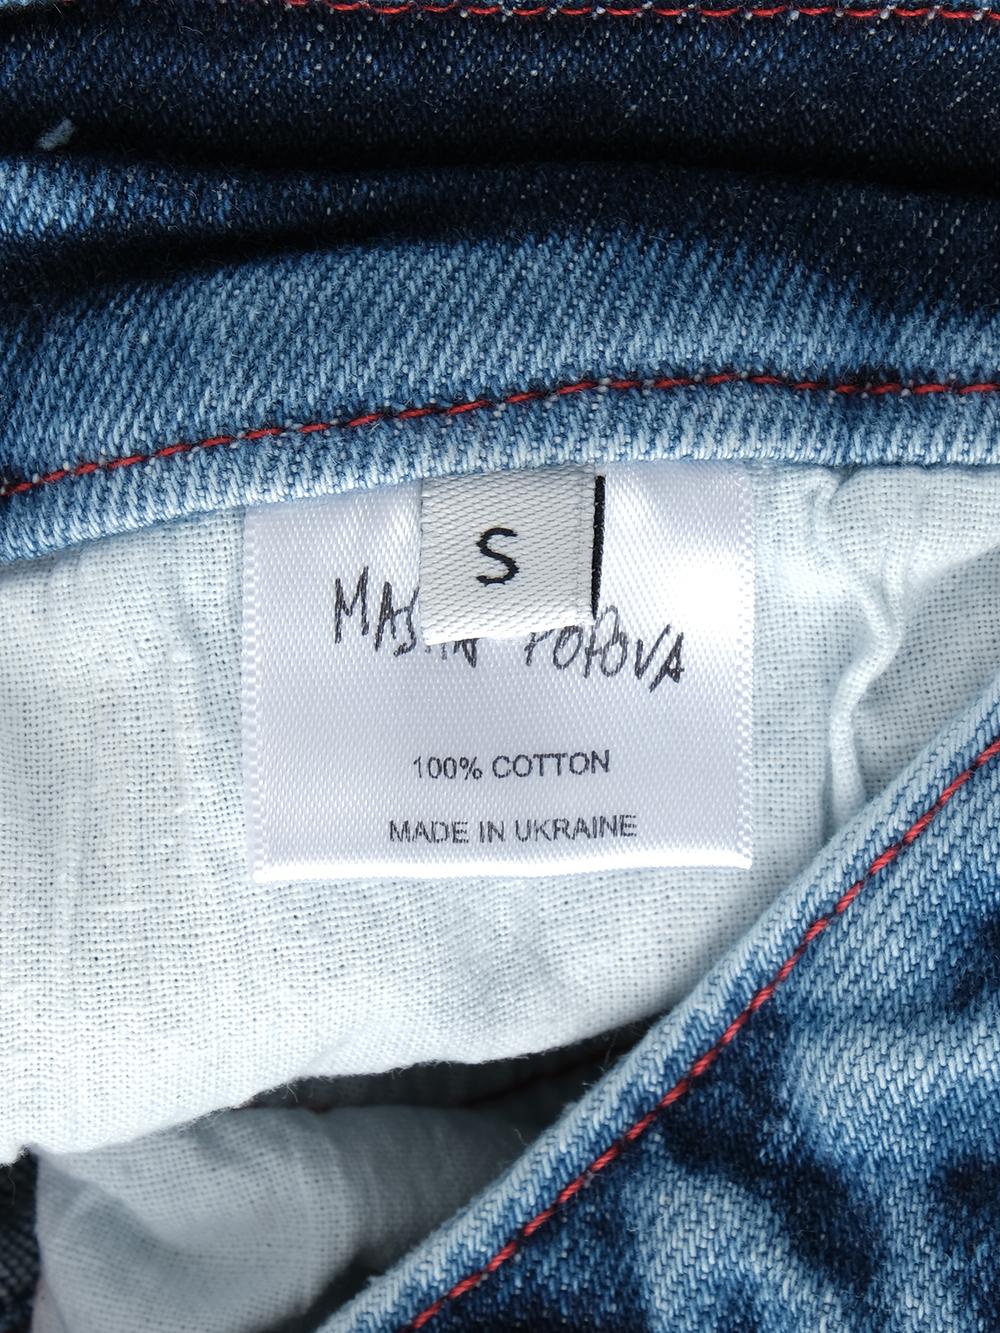 S
MASHA POPOVA
100% COTTON
MADE IN UKRAINE